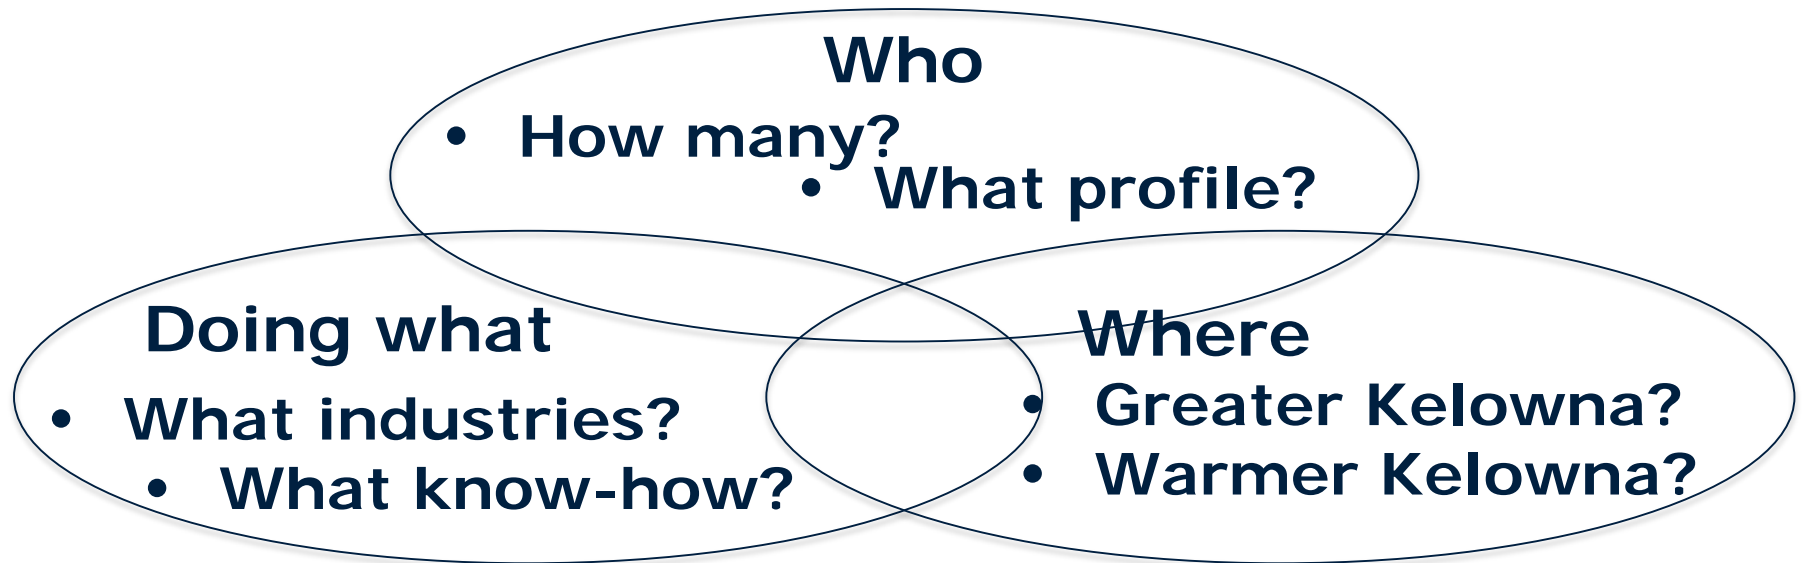 Who
• How many?
• What profile?
Doing what
• What industries?
• What know-how?
Where
• Greater Kelowna?
• Warmer Kelowna?